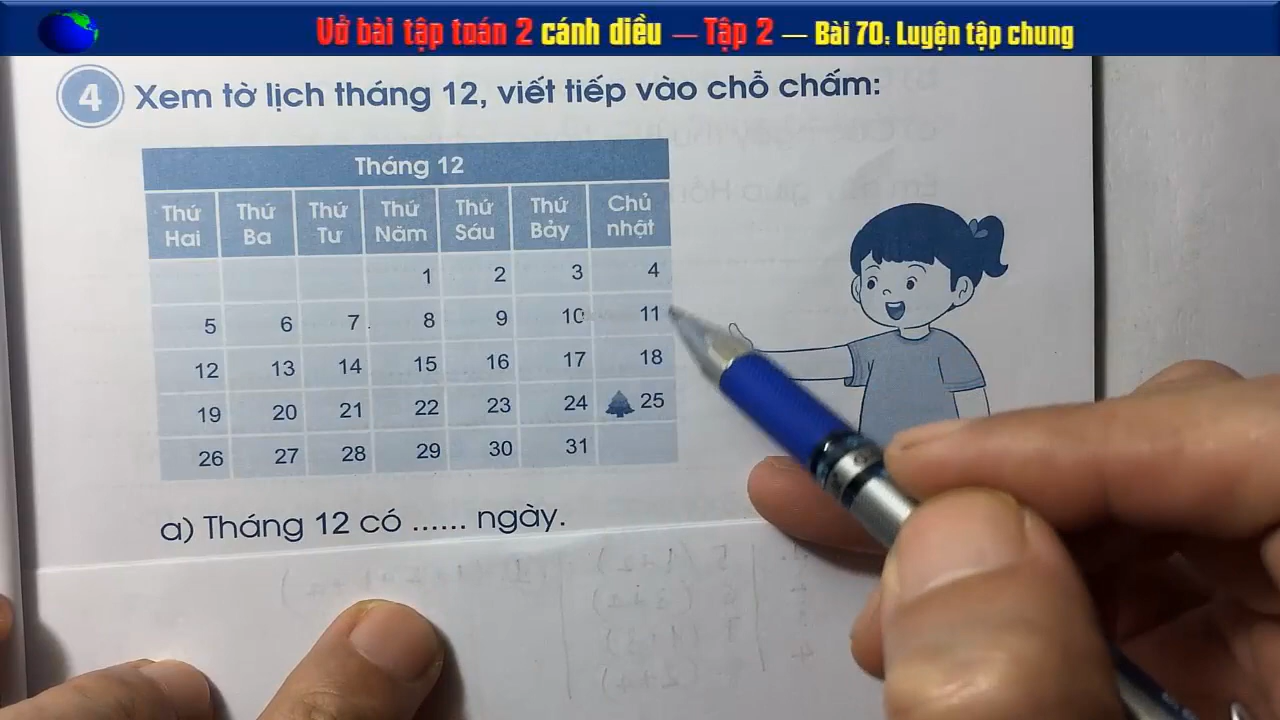 Vở bài tập toán 2 cánh diều — Tập 2 — Bài 70: Luyện tập chung
4 Xem tờ lịch tháng 12, viết tiếp vào chỗ chấm:
Tháng 12
Thứ Hai Thứ Ba Thứ Tư Thứ Năm Thứ Sáu Thứ Bảy Chủ nhật
1 2 3 4
5 6 7 8 9 10 11
12 13 14 15 16 17 18
19 20 21 22 23 24 25
26 27 28 29 30 31
a) Tháng 12 có ...... ngày.